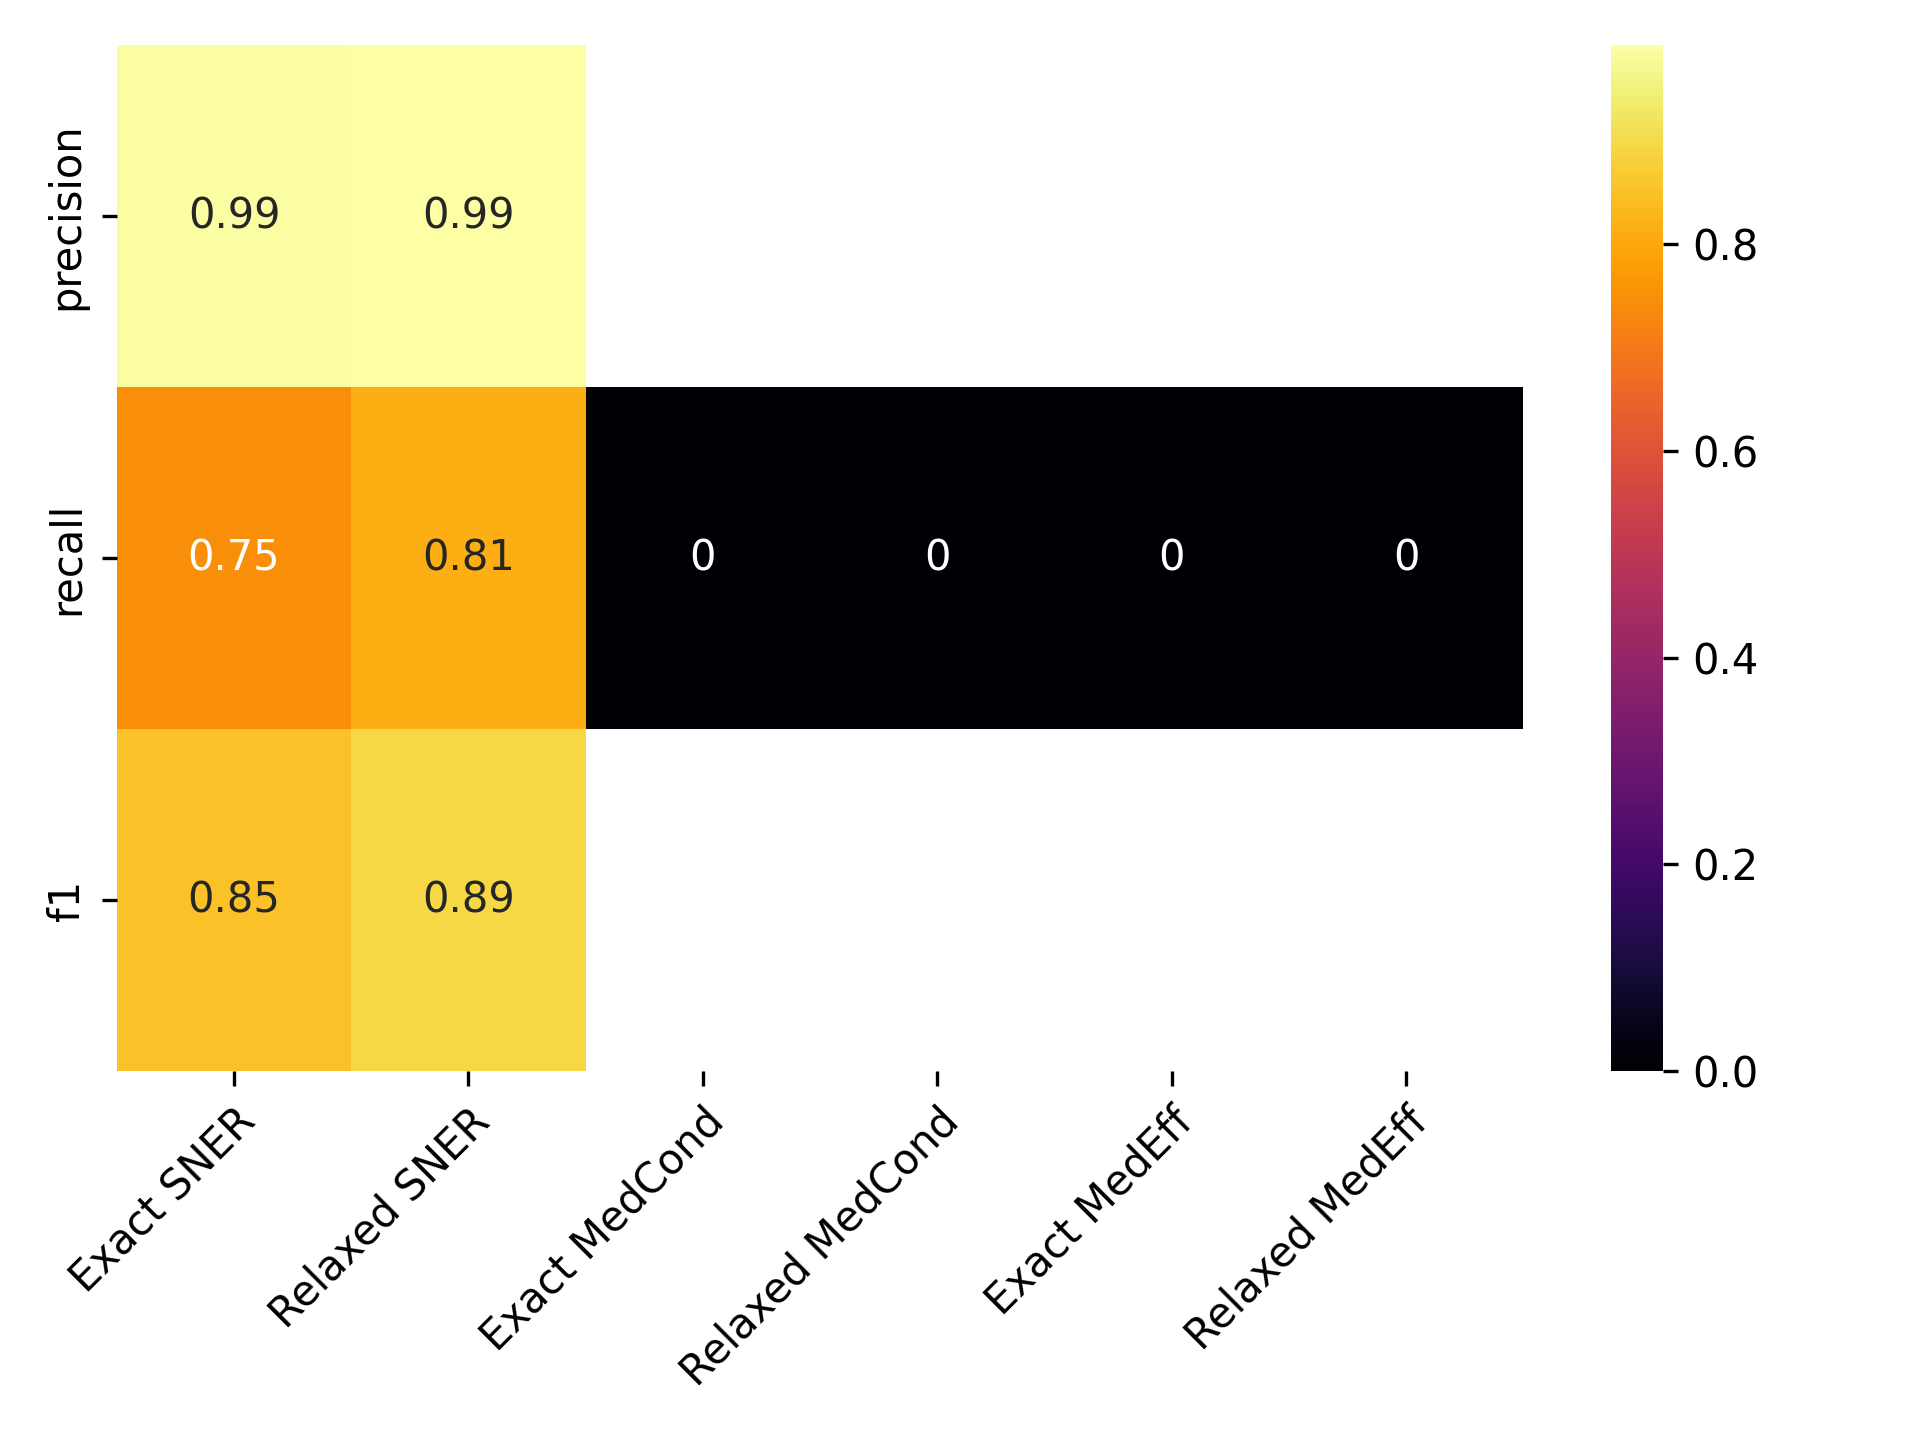 precision
0.99 0.99
recall
0.75 0.81 0 0 0 0
f1
0.85 0.89
Exact SNER
Relaxed SNER
Exact MedCond
Relaxed MedCond
Exact MedEff
Relaxed MedEff
0.8
0.6
0.4
0.2
0.0